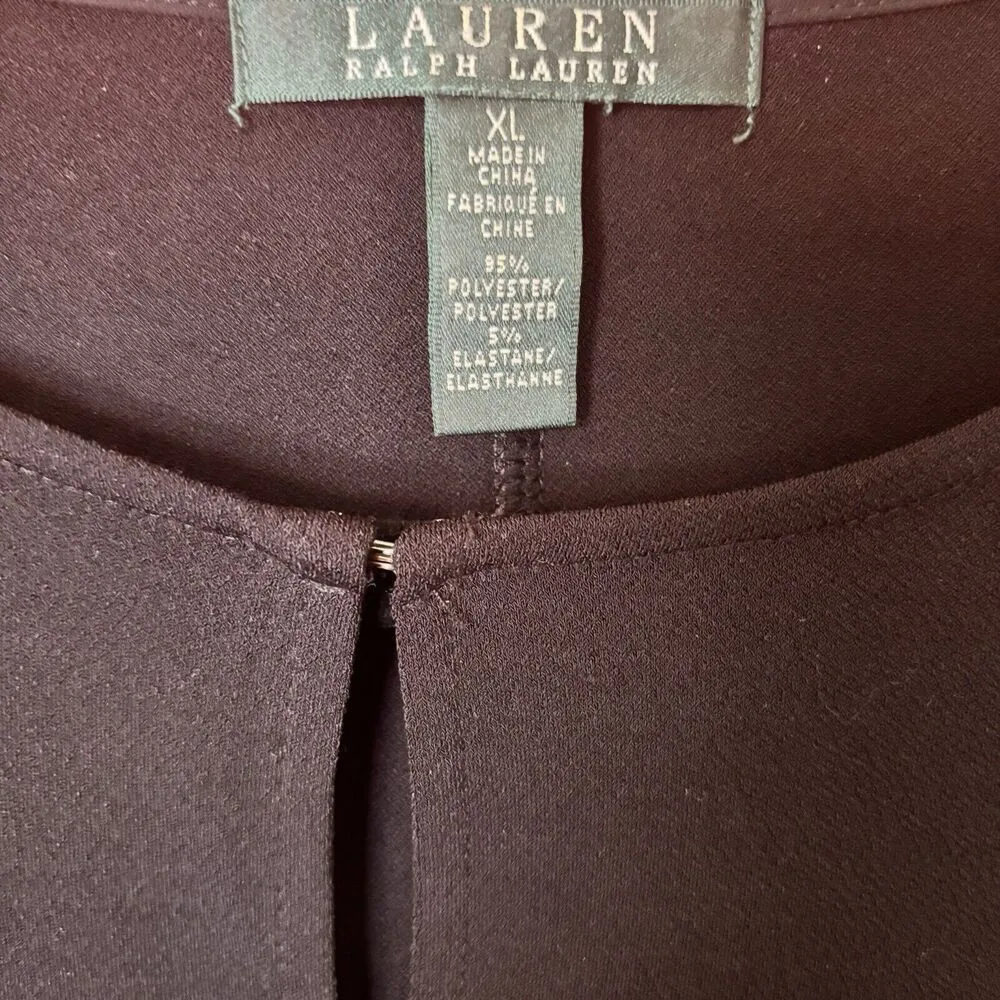 LAUREN
RALPH LAUREN
XL
MADE IN
CHINA
FABRIQUÉ EN
CHINE
95%
POLYESTER/
POLYESTER
5%
ELASTANE/
ELASTHANNE